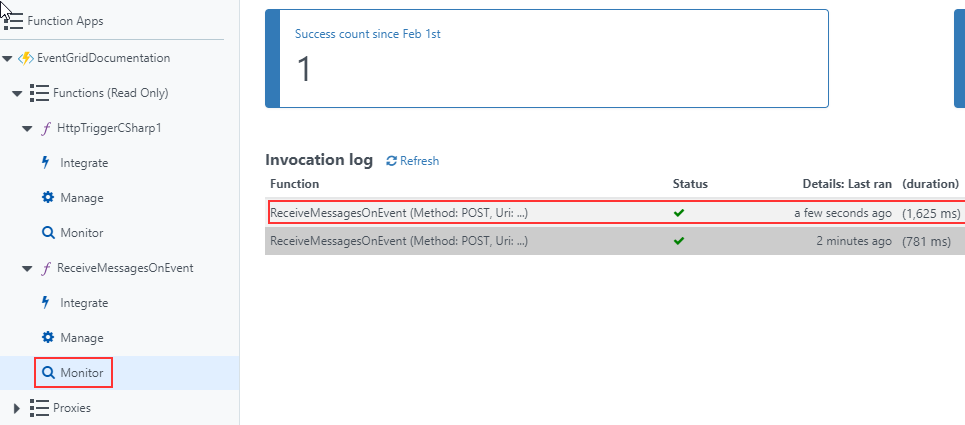 Function Apps
EventGridDocumentation
Functions (Read Only)
HttpTriggerCSharp1
Integrate
Manage
Monitor
ReceiveMessagesOnEvent
Integrate
Manage
Monitor
Proxies
Success count since Feb 1st
1
Invocation log Refresh
Function Status Details: Last ran (duration)
ReceiveMessagesOnEvent (Method: POST, Uri: ...) a few seconds ago (1,625 ms)
ReceiveMessagesOnEvent (Method: POST, Uri: ...) 2 minutes ago (781 ms)